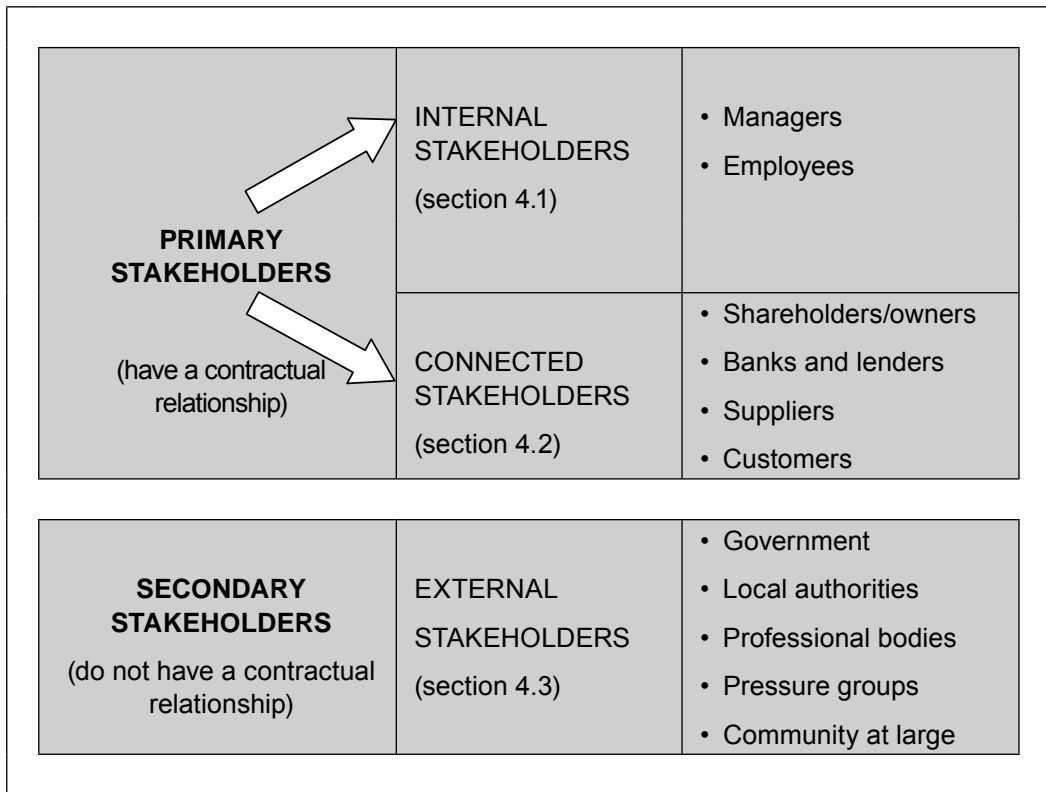 PRIMARY
STAKEHOLDERS
(have a contractual
relationship)
INTERNAL
STAKEHOLDERS
(section 4.1)
• Managers
• Employees
CONNECTED
STAKEHOLDERS
(section 4.2)
• Shareholders/owners
• Banks and lenders
• Suppliers
• Customers
SECONDARY
STAKEHOLDERS
(do not have a contractual
relationship)
EXTERNAL
STAKEHOLDERS
(section 4.3)
• Government
• Local authorities
• Professional bodies
• Pressure groups
• Community at large